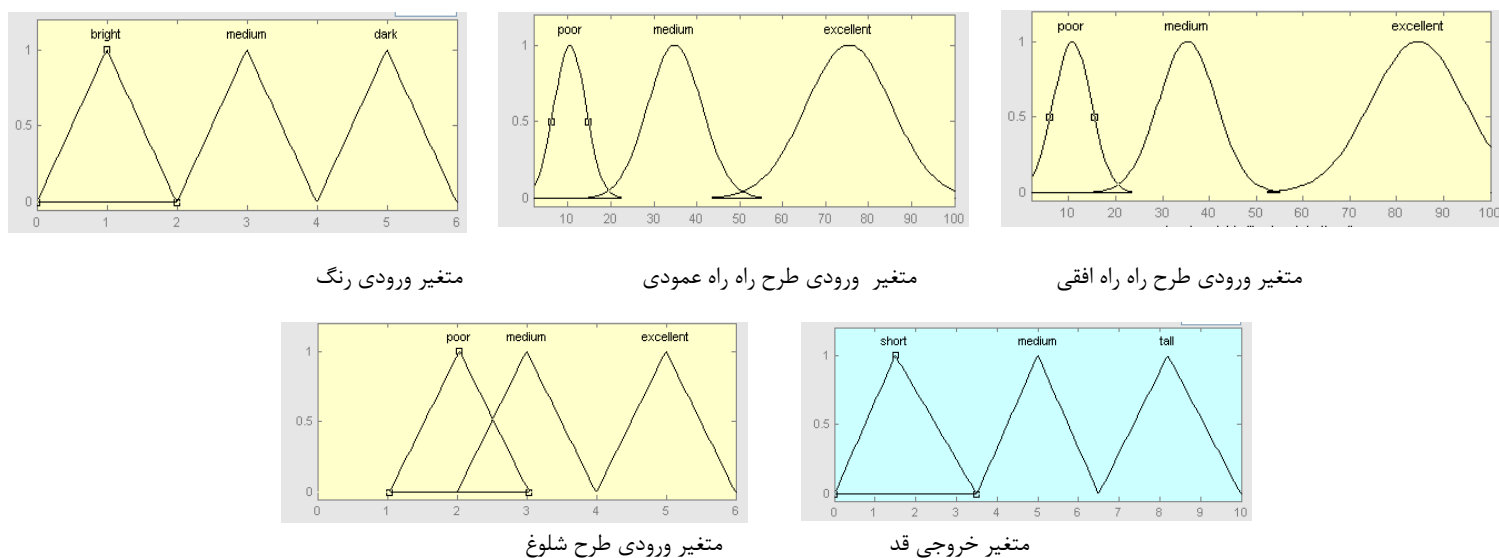 bright medium dark
1
0.5
0
0 1 2 3 4 5 6
poor medium excellent
1
0.5
0
10 20 30 40 50 60 70 80 90 100
poor medium excellent
1
0.5
0
10 20 30 40 50 60 70 80 90 100
متغیر ورودی طرح راه راه افقی
متغیر ورودی طرح راه راه عمودی
متغیر ورودی رنگ
poor medium excellent
1
0.5
0
0 1 2 3 4 5 6
short medium tall
1
0.5
0
0 1 2 3 4 5 6 7 8 9 10
متغیر خروجی قد
متغیر ورودی طرح شلوغ